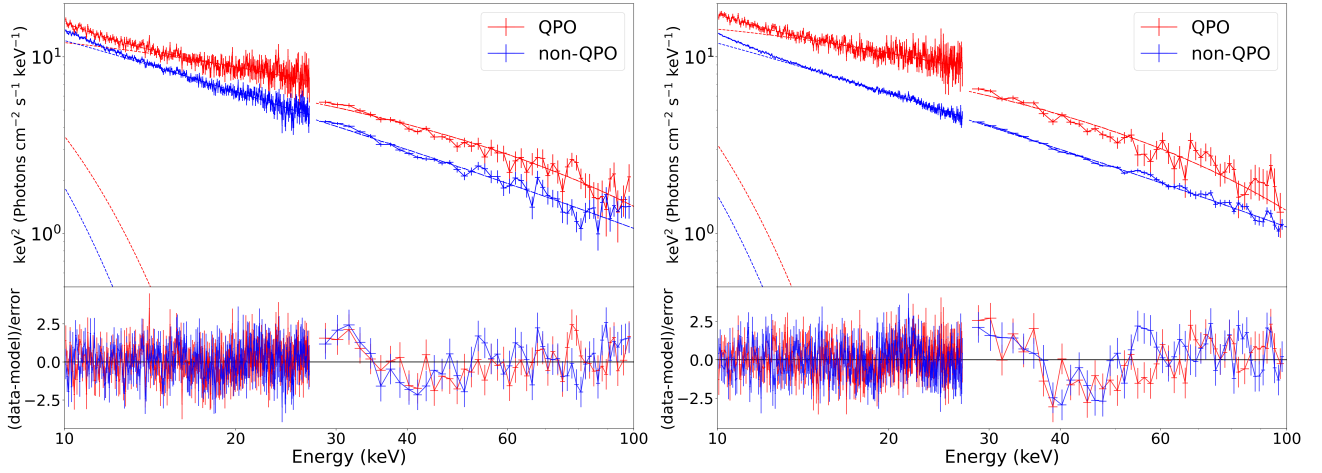 keV² (Photons cm⁻² s⁻¹ keV⁻¹)
10¹
10⁰
QPO
non-QPO
(data-model)/error
2.5
0.0
−2.5
10 20 30 40 60 100
Energy (keV)
keV² (Photons cm⁻² s⁻¹ keV⁻¹)
10¹
10⁰
QPO
non-QPO
(data-model)/error
2.5
0.0
−2.5
10 20 30 40 60 100
Energy (keV)